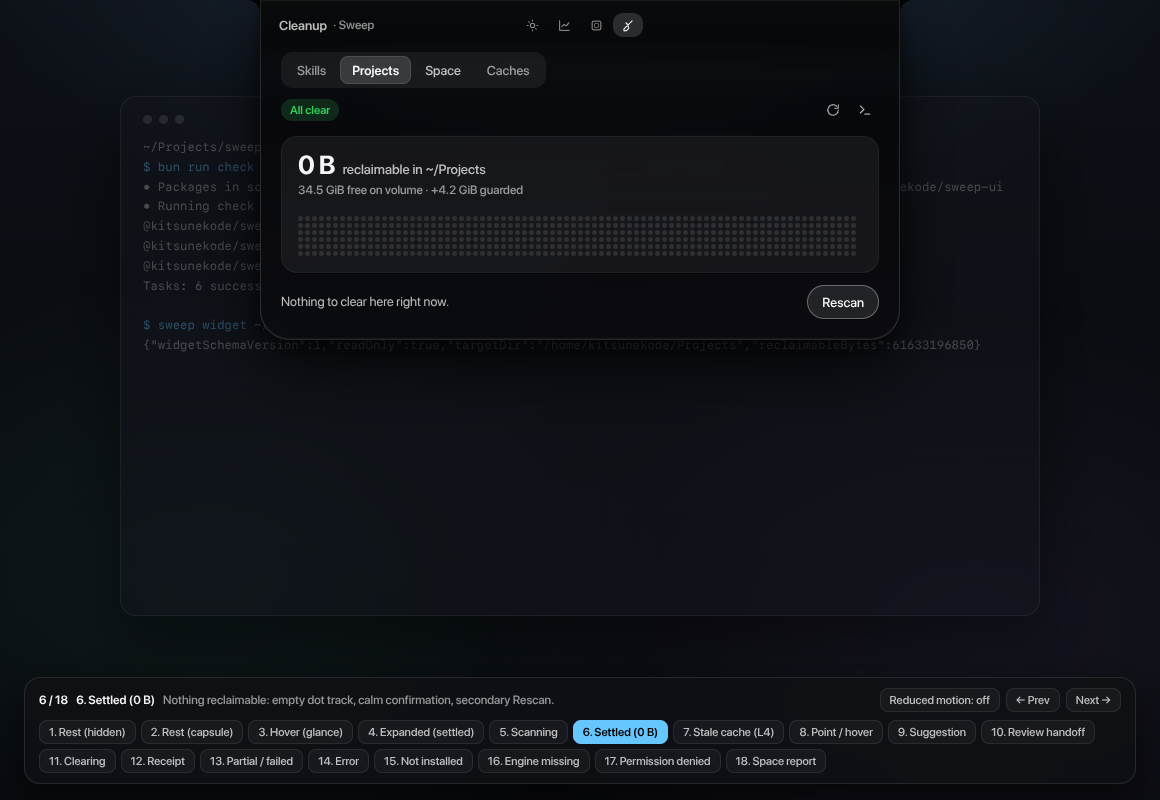 Cleanup · Sweep
Skills Projects Space Caches
All clear
0 B reclaimable in ~/Projects
34.5 GiB free on volume · +4.2 GiB guarded
Nothing to clear here right now.
Rescan
~/Projects/sweep
$ bun run check
• Packages in sc
ekode/sweep-ui
• Running check
@kitsunekode/swe
@kitsunekode/swe
@kitsunekode/swe
Tasks: 6 success
$ sweep widget ~
{"widgetSchemaVersion":1,"readOnly":true,"targetDir":"/home/kitsunekode/Projects","reclaimableBytes":61633196850}
6 / 18 6. Settled (0 B) Nothing reclaimable: empty dot track, calm confirmation, secondary Rescan.
Reduced motion: off ← Prev Next →
1. Rest (hidden) 2. Rest (capsule) 3. Hover (glance) 4. Expanded (settled) 5. Scanning 6. Settled (0 B) 7. Stale cache (L4) 8. Point / hover 9. Suggestion 10. Review handoff
11. Clearing 12. Receipt 13. Partial / failed 14. Error 15. Not installed 16. Engine missing 17. Permission denied 18. Space report